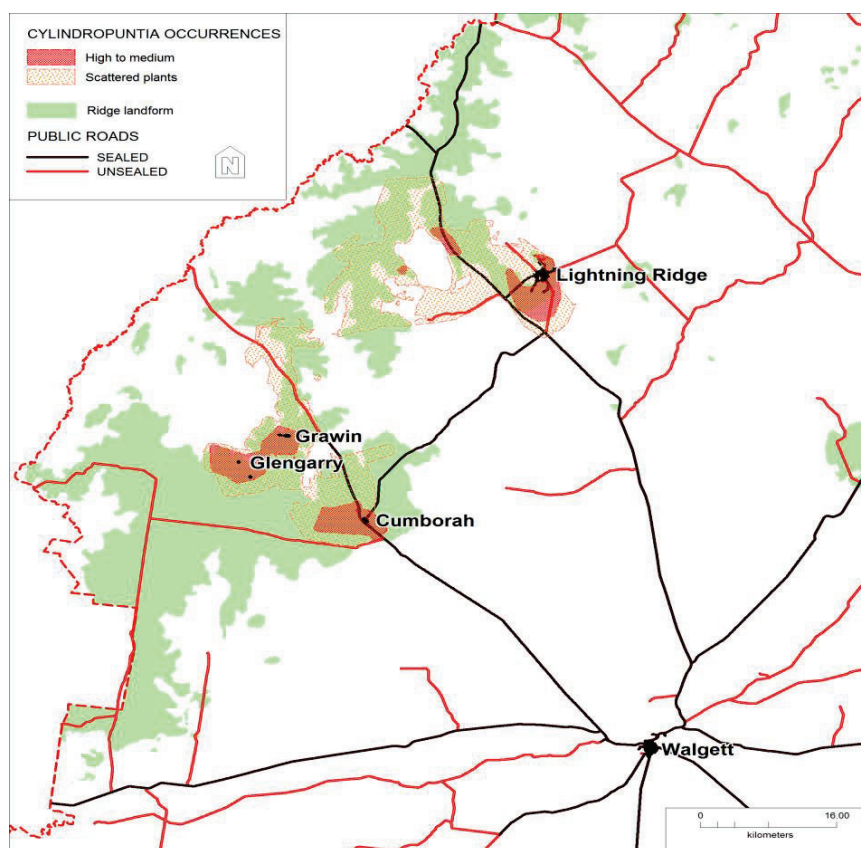 CYLINDROPUNTIA OCCURRENCES
High to medium
Scattered plants
Ridge landform
PUBLIC ROADS
SEALED
UNSEALED
N
Lightning Ridge
Grawin
Glengarry
Cumborah
Walgett
0 16.00
kilometers